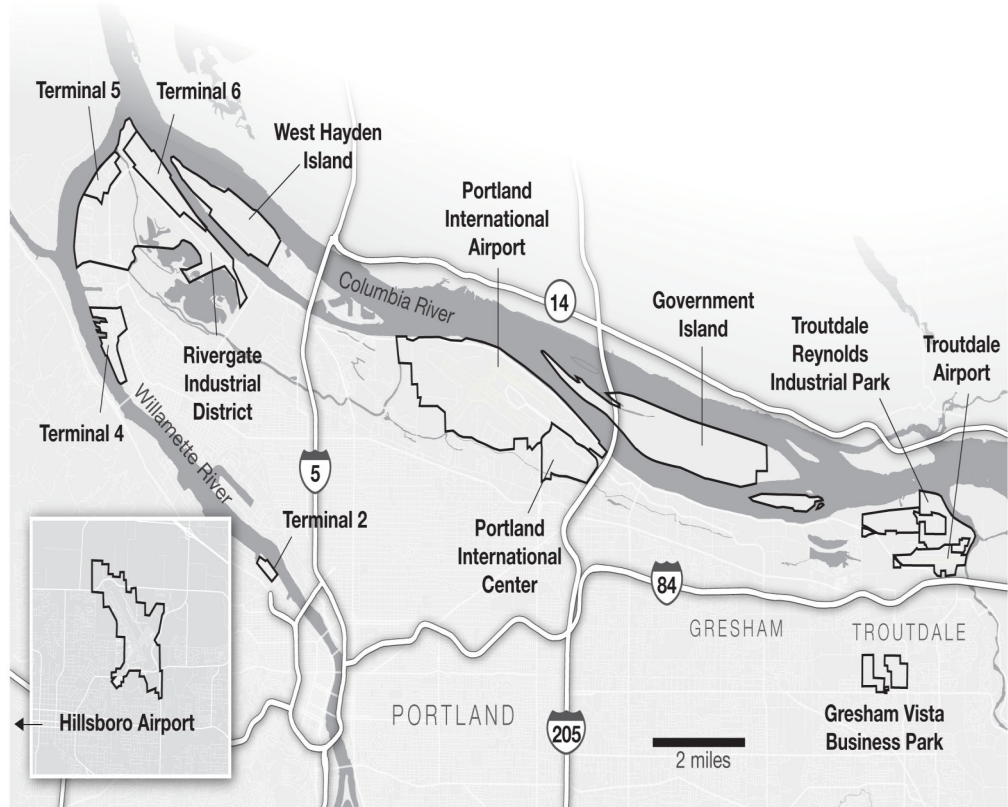 Terminal 5
Terminal 6
West Hayden
Island
Portland
International
Airport
Columbia River
14
Government
Island
Troutdale
Reynolds
Industrial Park
Troutdale
Airport
Rivergate
Industrial
District
Terminal 4
Willamette River
5
Terminal 2
Portland
International
Center
84
GRESHAM
TROUTDALE
Hillsboro Airport
PORTLAND
205
2 miles
Gresham Vista
Business Park